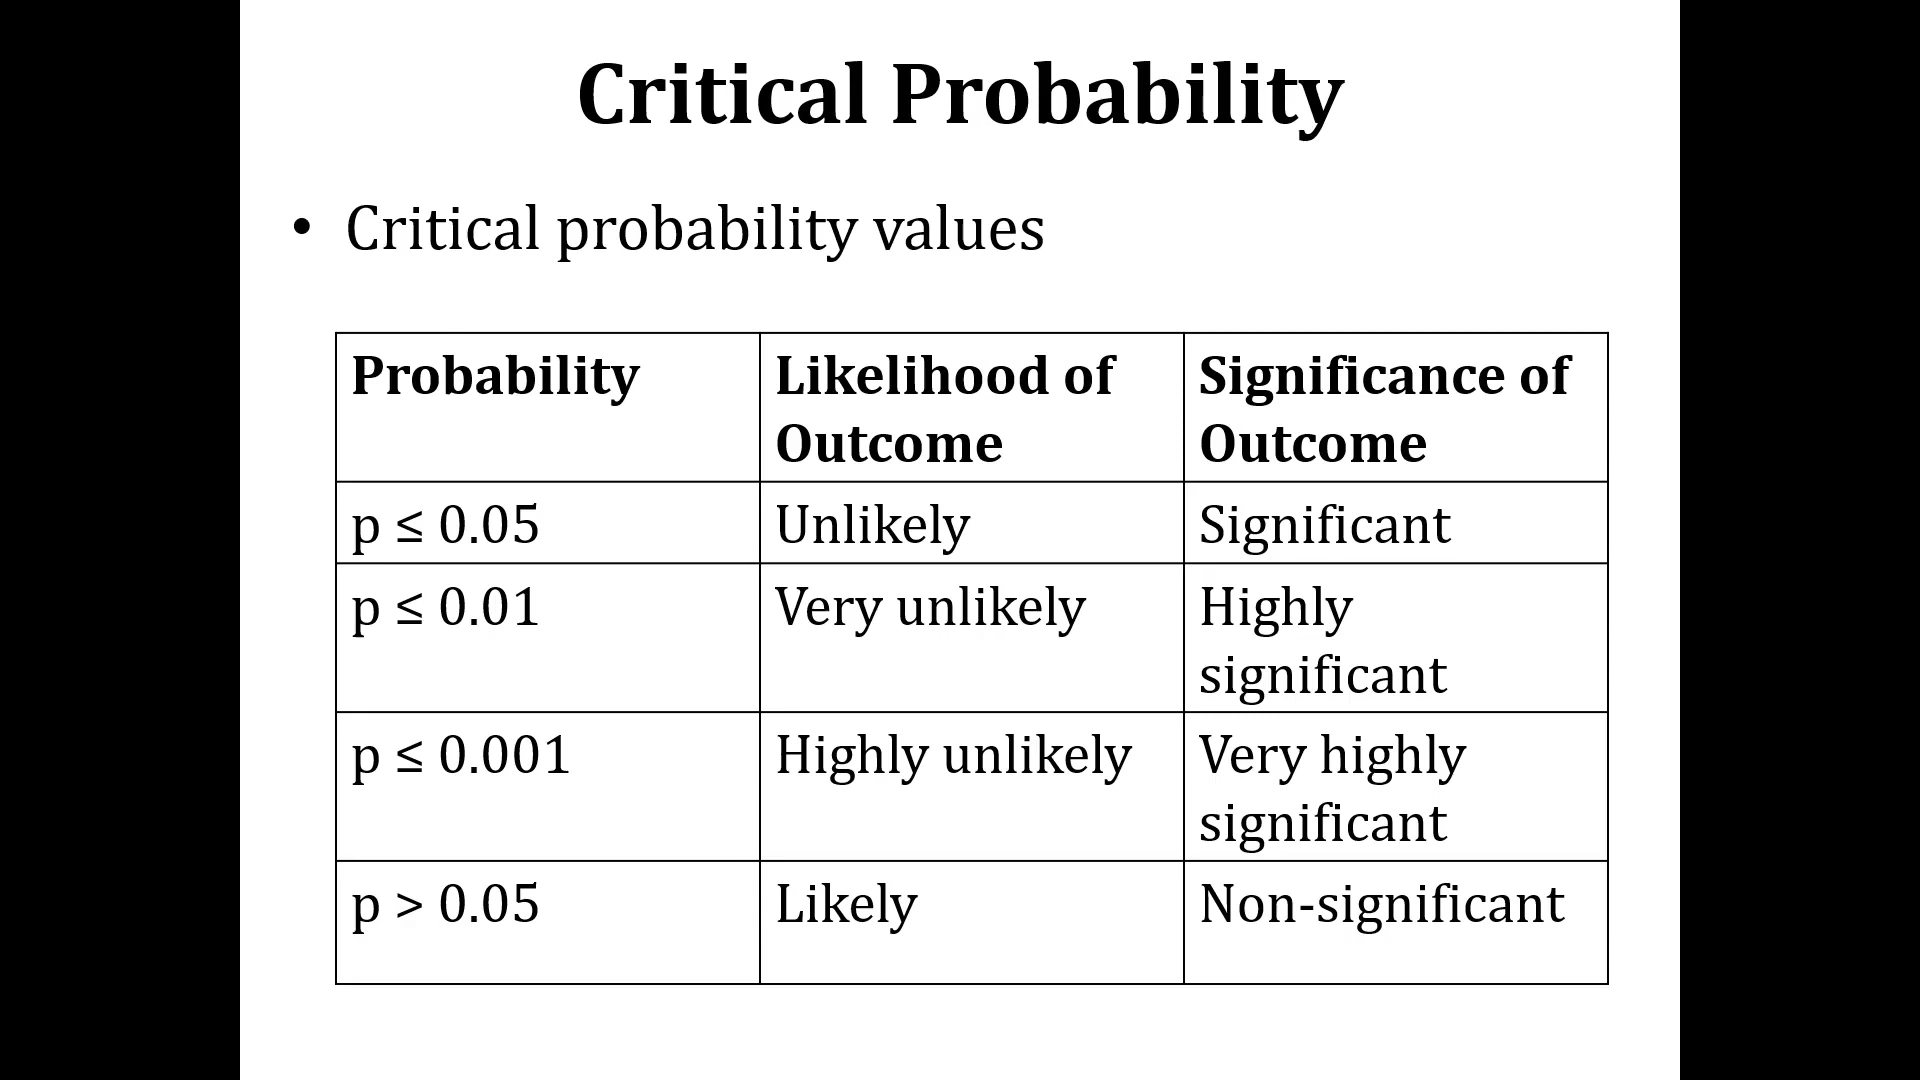 Critical Probability
• Critical probability values
Probability
Likelihood of
Outcome
Significance of
Outcome
p ≤ 0.05
Unlikely
Significant
p ≤ 0.01
Very unlikely
Highly
significant
p ≤ 0.001
Highly unlikely
Very highly
significant
p > 0.05
Likely
Non-significant